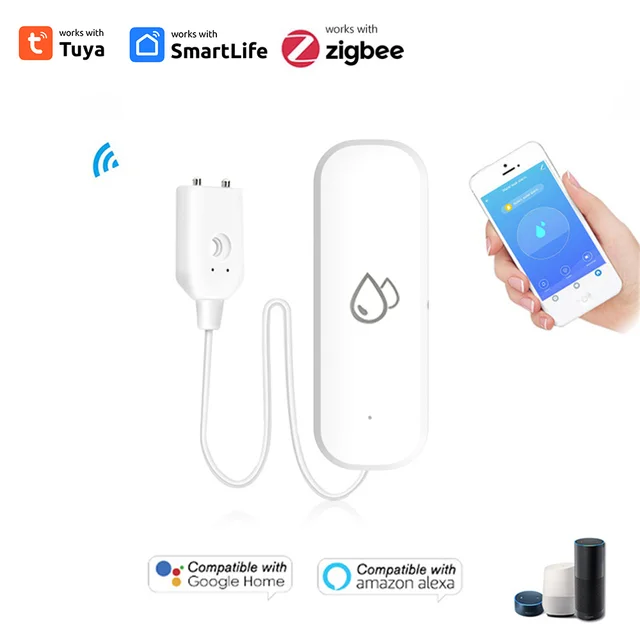 works with
Tuya
works with
SmartLife
works with
zigbee
Compatible with
Google Home
Compatible with
amazon alexa